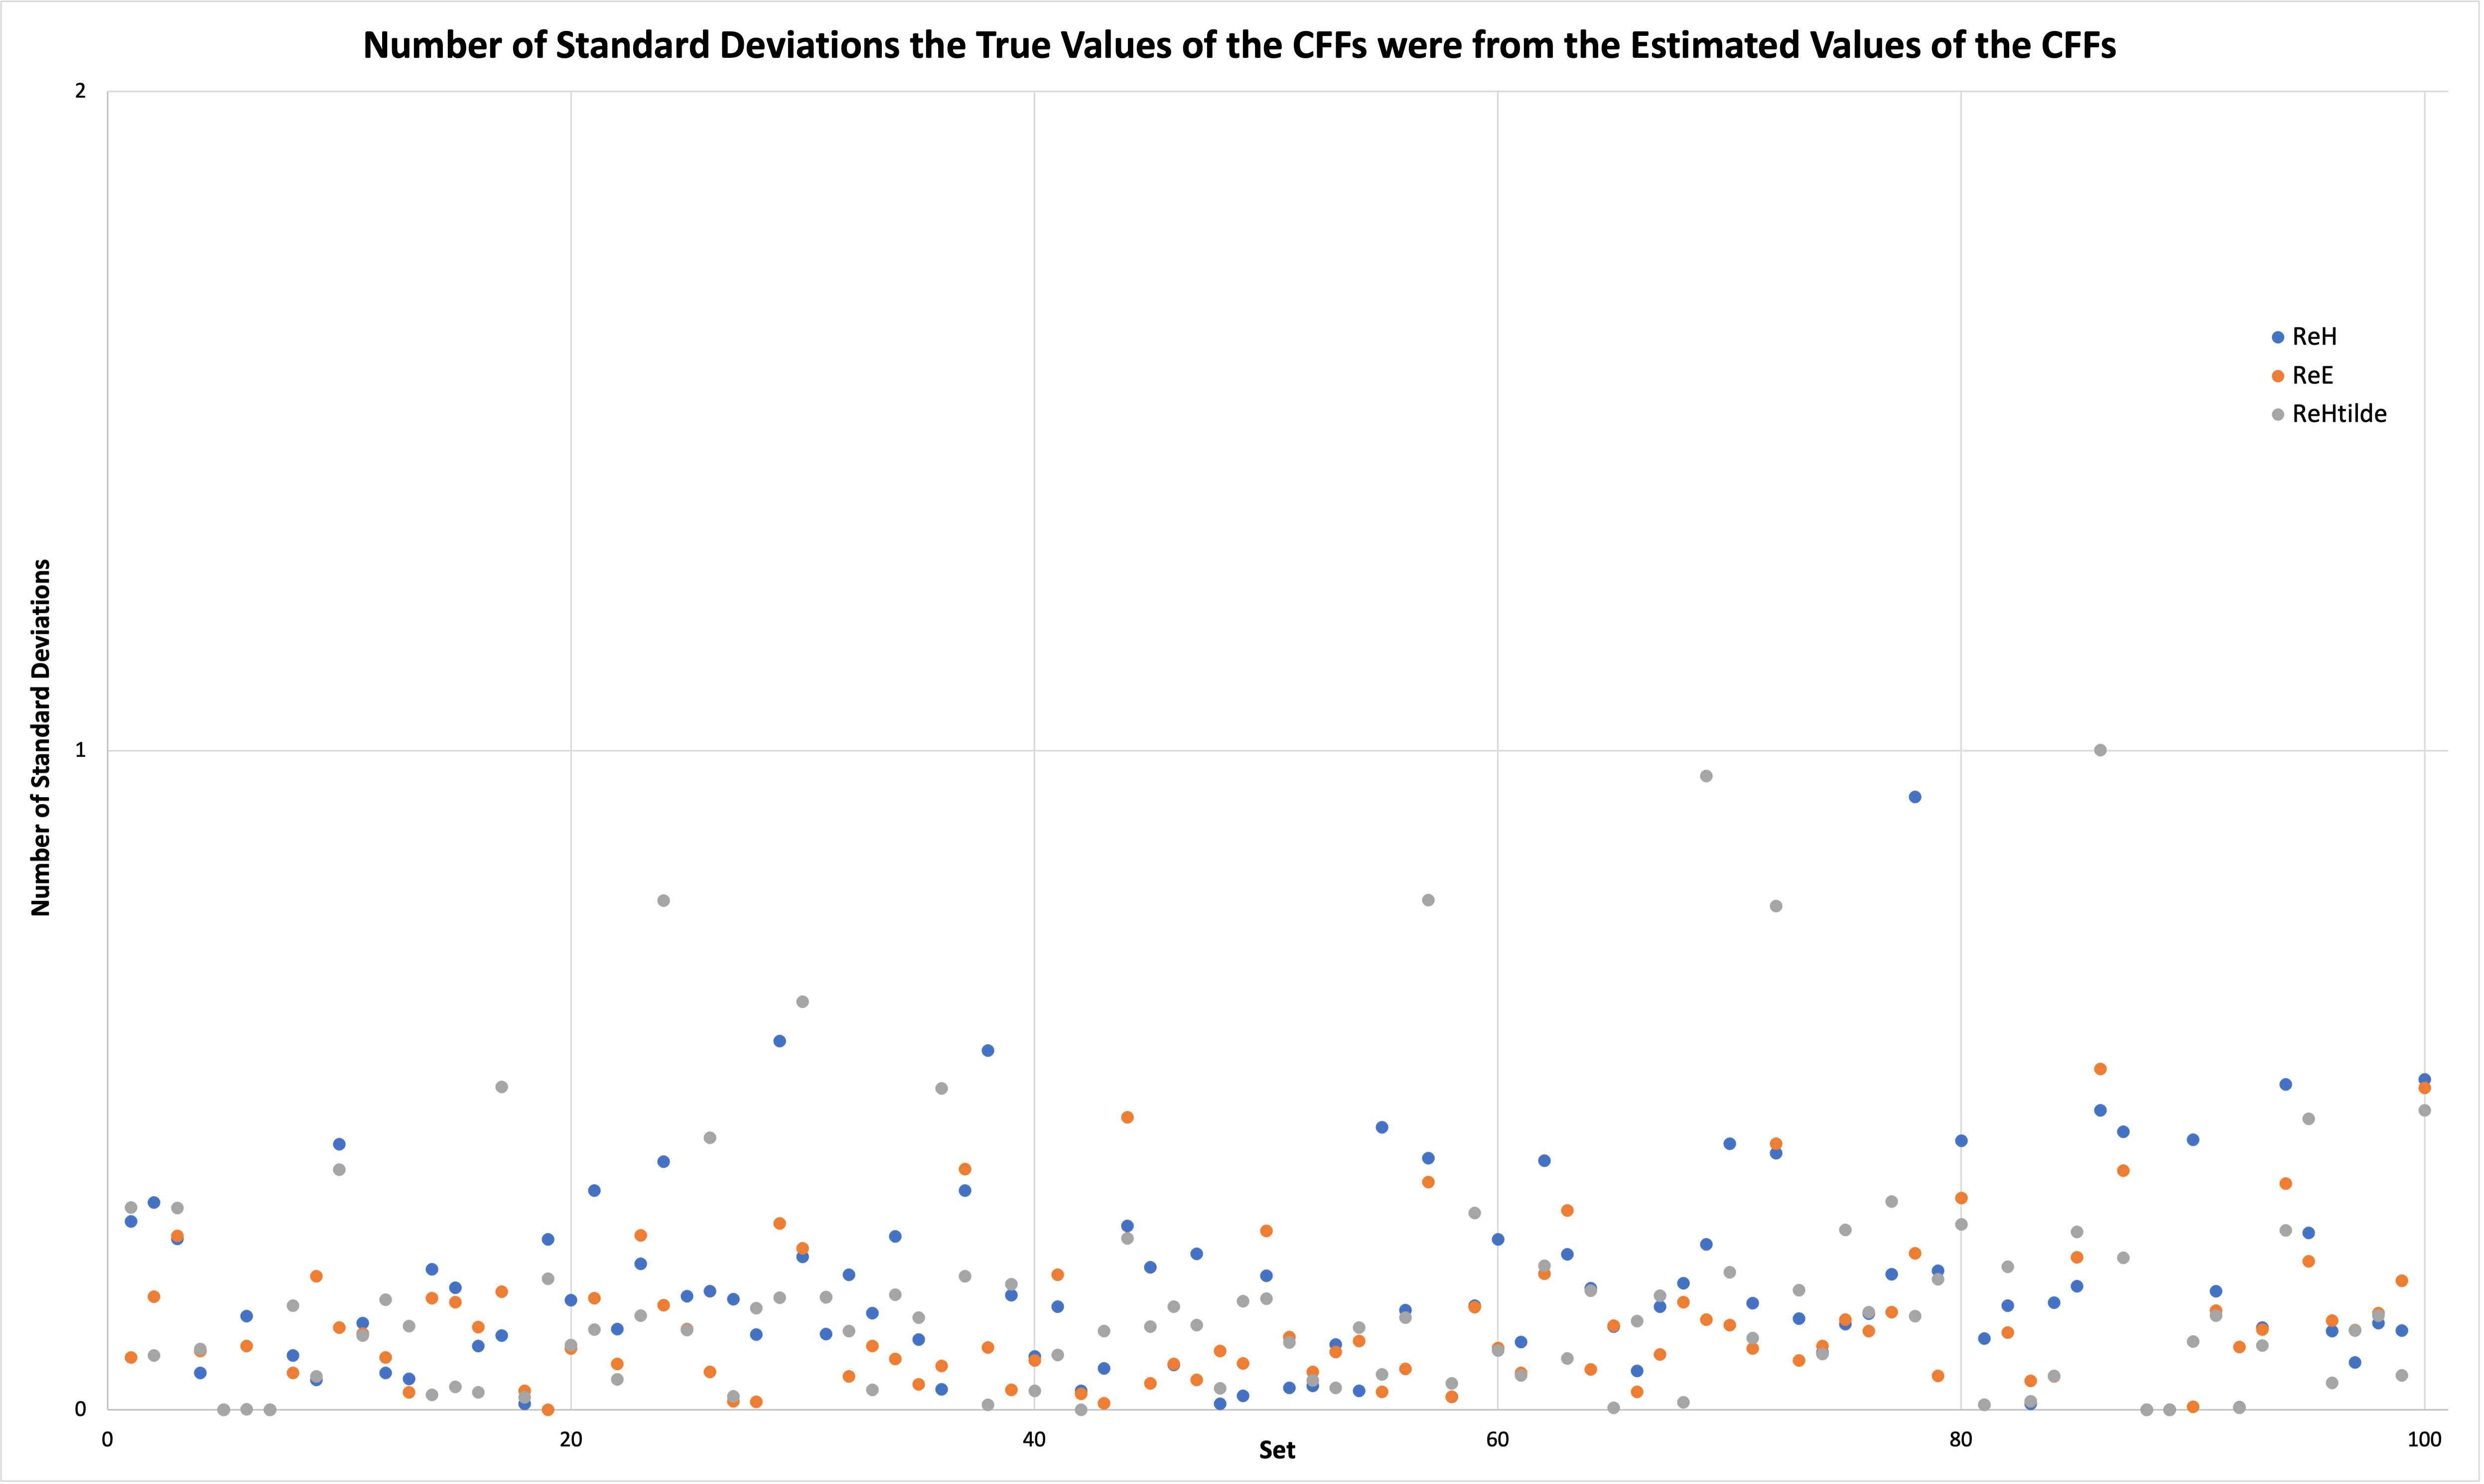 Number of Standard Deviations the True Values of the CFFs were from the Estimated Values of the CFFs
2
1
0
Number of Standard Deviations
ReH
ReE
ReHtilde
0
20
40
60
80
100
Set